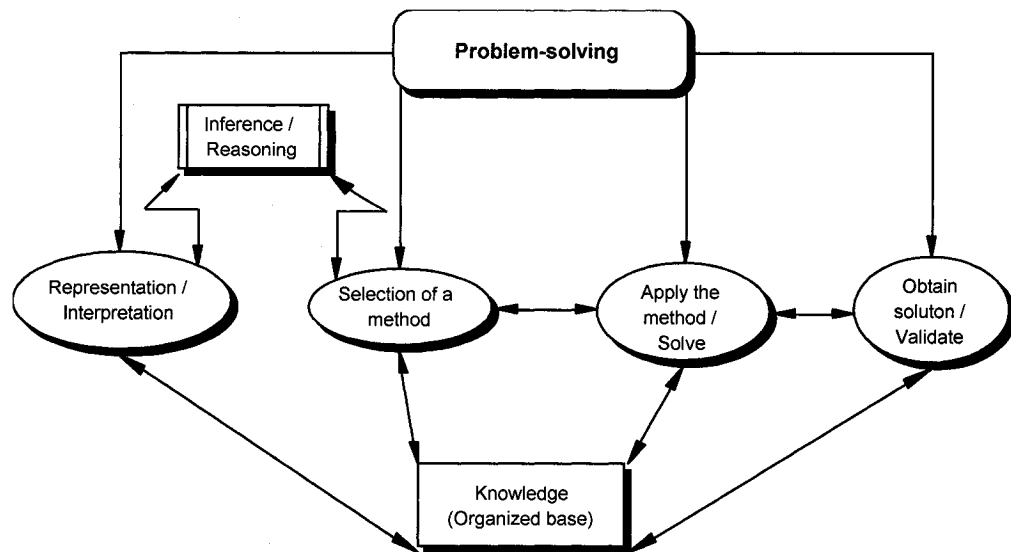 Problem-solving
Inference /
Reasoning
Representation /
Interpretation
Selection of a
method
Apply the
method /
Solve
Obtain
soluton /
Validate
Knowledge
(Organized base)